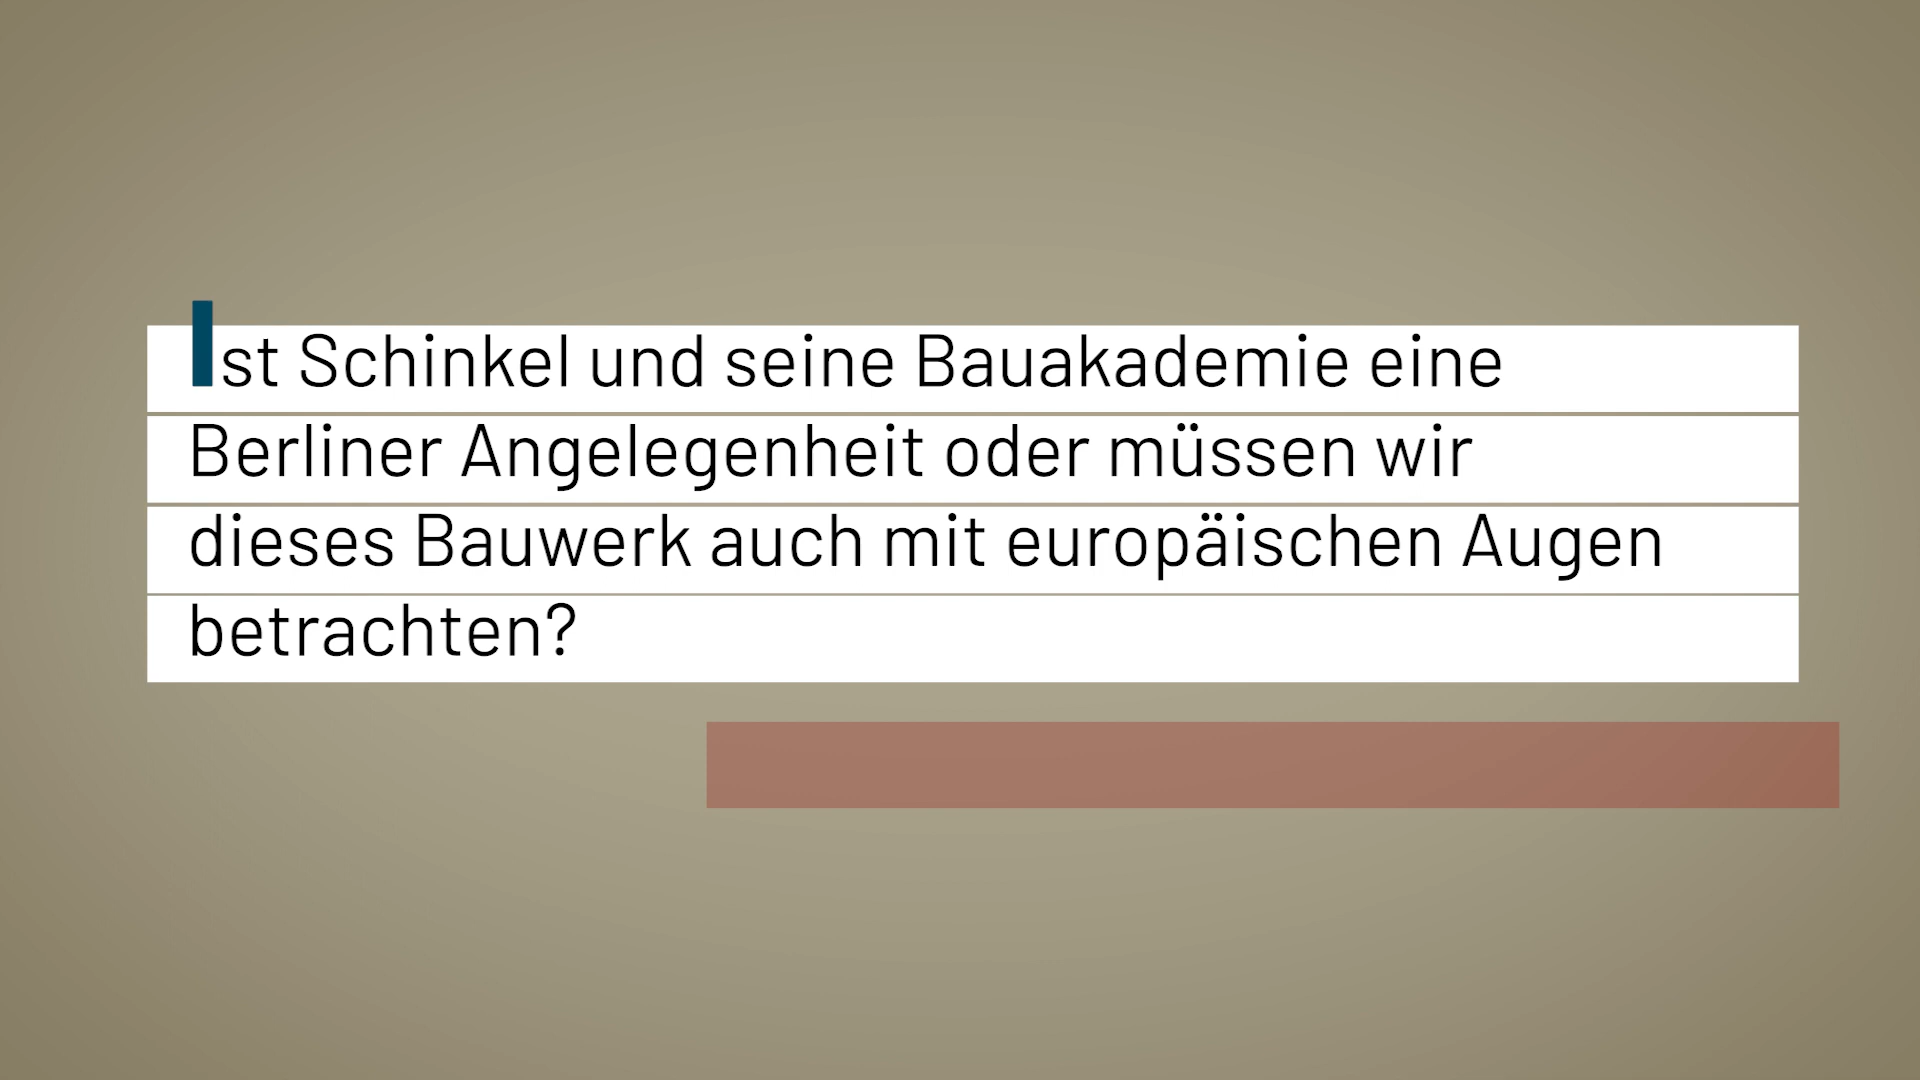 Ist Schinkel und seine Bauakademie eine
Berliner Angelegenheit oder müssen wir
dieses Bauwerk auch mit europäischen Augen
betrachten?